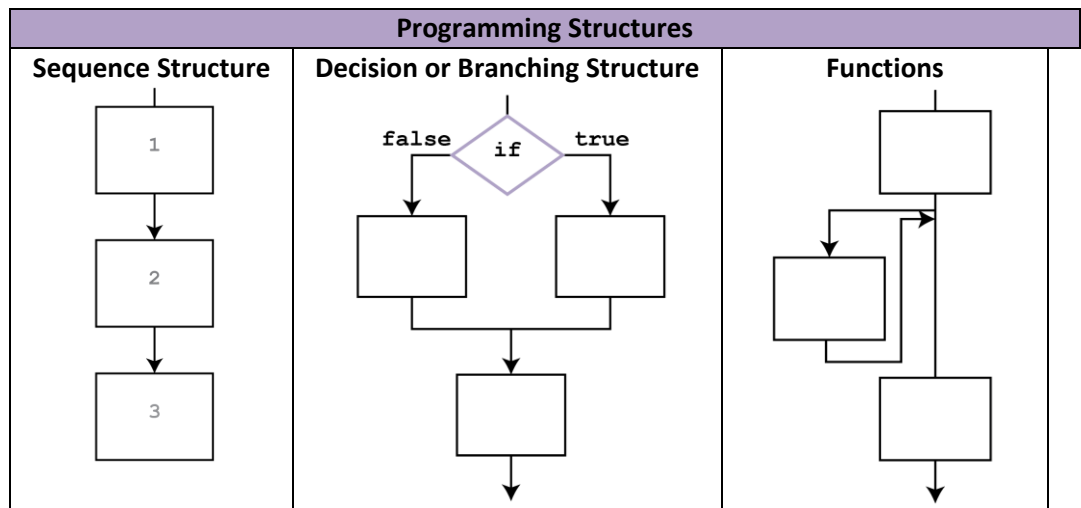 Programming Structures
Sequence Structure
Decision or Branching Structure
Functions
1
2
3
false
if
true